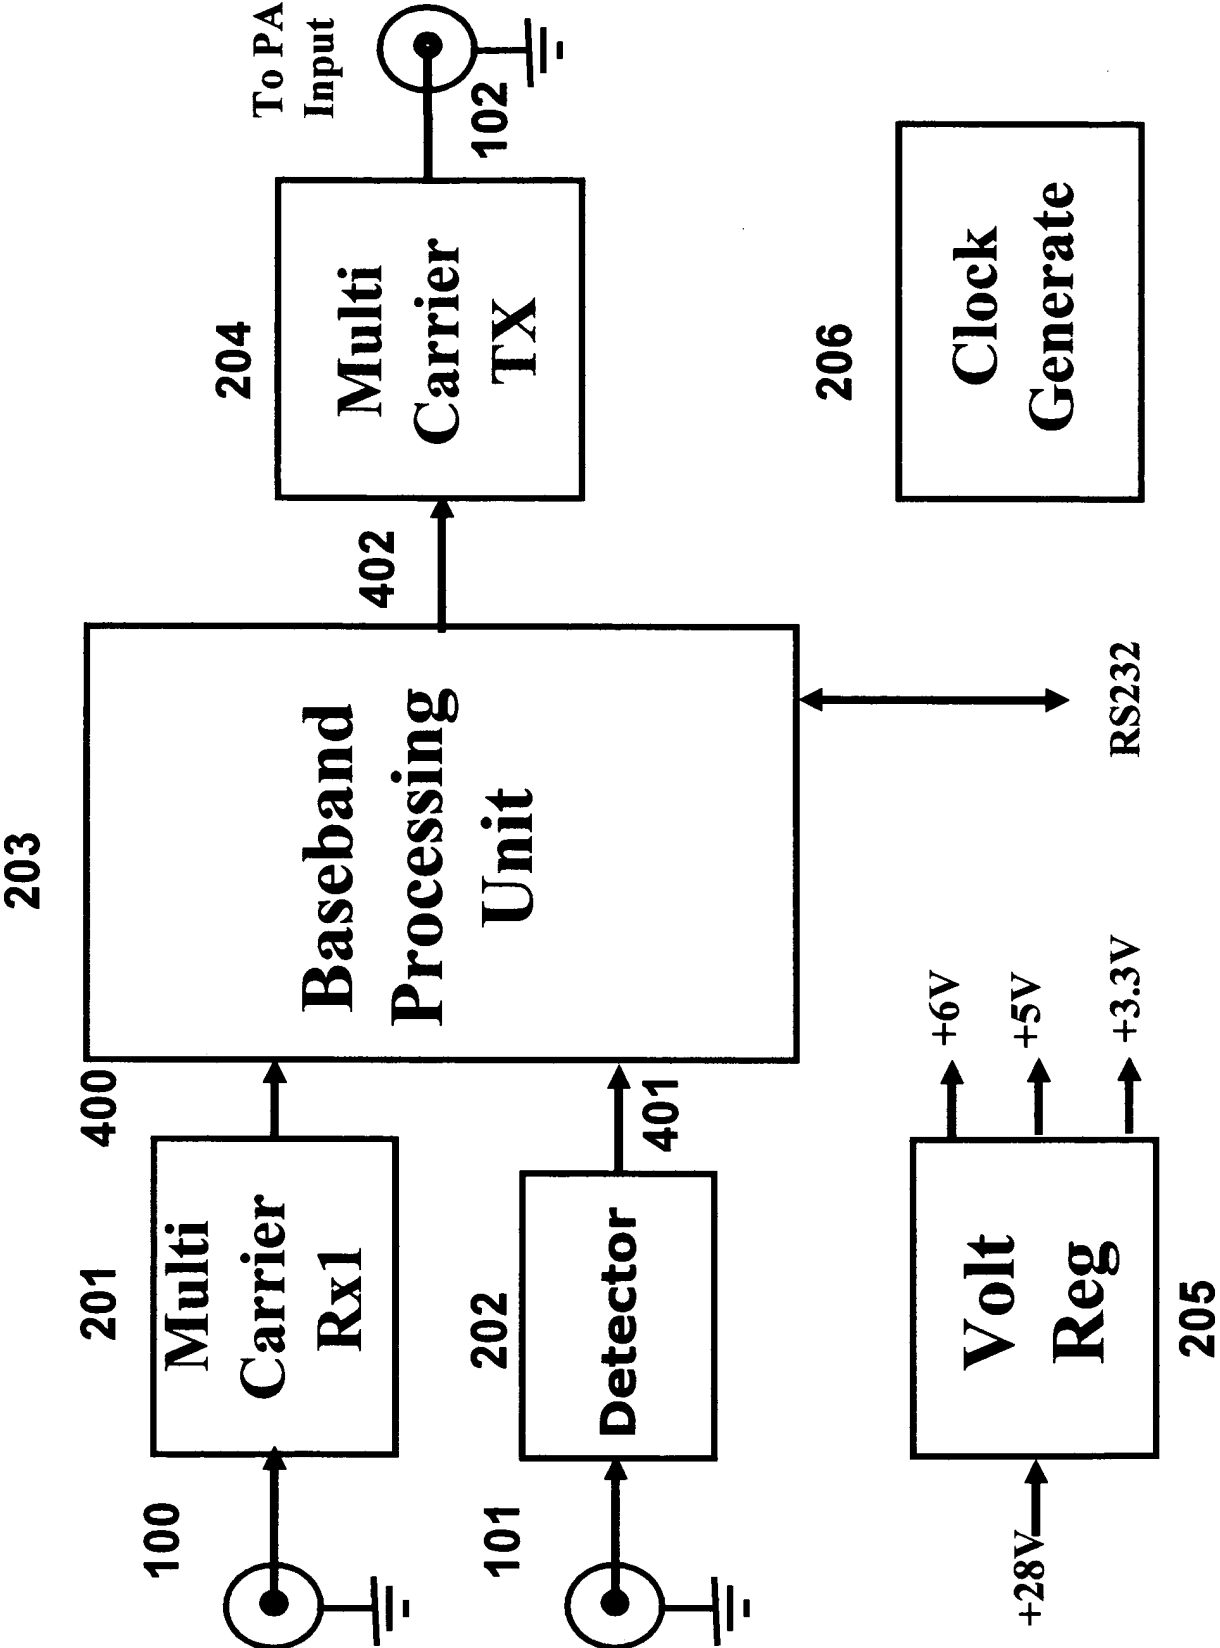 203
201
100
Multi
Carrier
Rx1
400
Baseband
Processing
Unit
402
204
Multi
Carrier
TX
To PA
Input
102
101
202
Detector
401
+28V
Volt
Reg
205
+6V
+5V
+3.3V
RS232
206
Clock
Generate